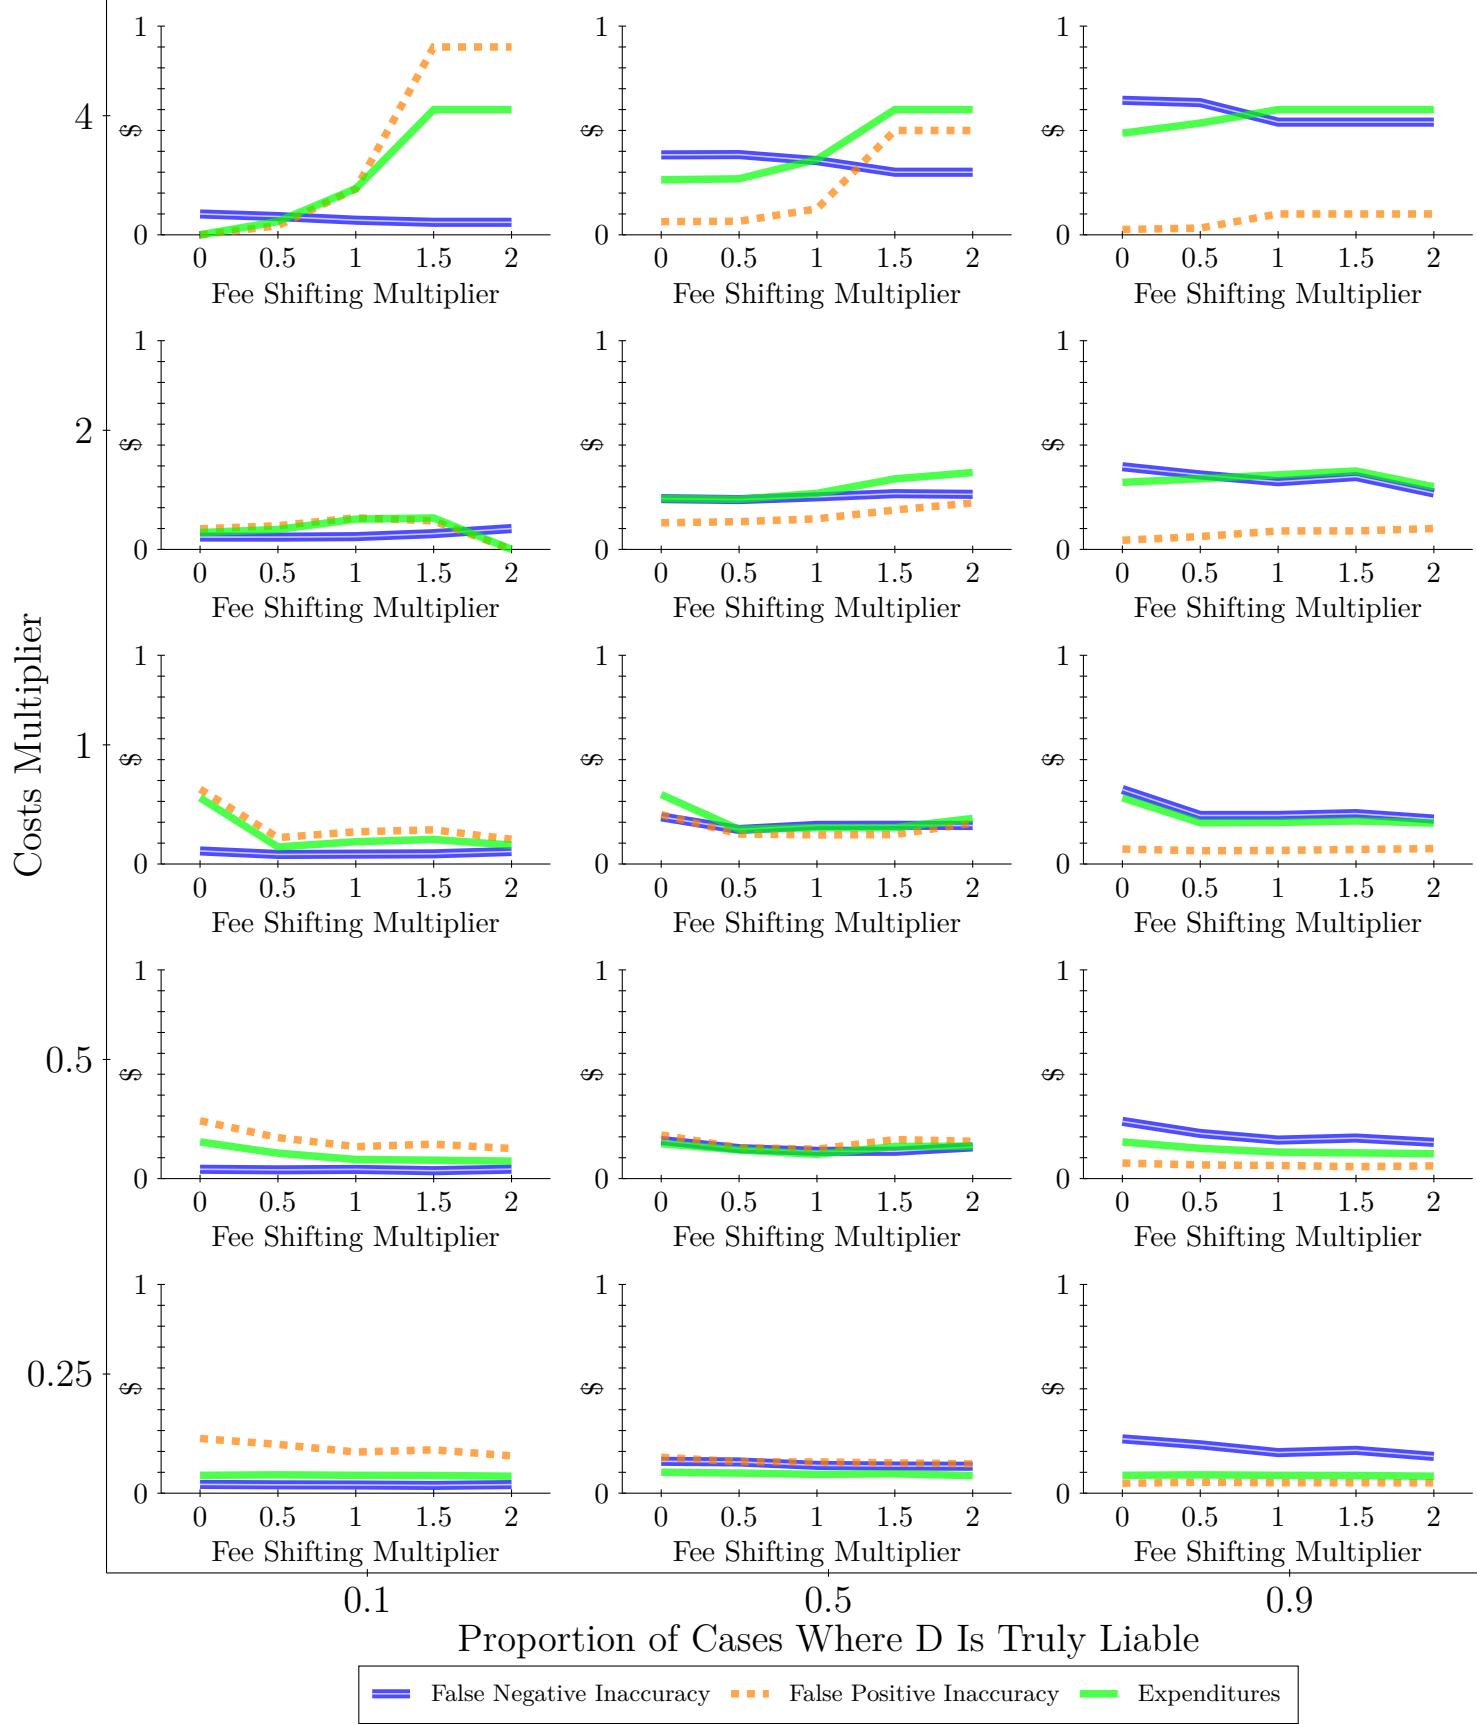 1 1 1
4 $ $ $
0 0 0
0 0.5 1 1.5 2 0 0.5 1 1.5 2 0 0.5 1 1.5 2
Fee Shifting Multiplier Fee Shifting Multiplier Fee Shifting Multiplier
1 1 1
2 $ $ $
0 0 0
0 0.5 1 1.5 2 0 0.5 1 1.5 2 0 0.5 1 1.5 2
Fee Shifting Multiplier Fee Shifting Multiplier Fee Shifting Multiplier
Costs Multiplier
1 1 1
1 $ $ $
0 0 0
0 0.5 1 1.5 2 0 0.5 1 1.5 2 0 0.5 1 1.5 2
Fee Shifting Multiplier Fee Shifting Multiplier Fee Shifting Multiplier
1 1 1
0.5 $ $ $
0 0 0
0 0.5 1 1.5 2 0 0.5 1 1.5 2 0 0.5 1 1.5 2
Fee Shifting Multiplier Fee Shifting Multiplier Fee Shifting Multiplier
1 1 1
0.25 $ $ $
0 0 0
0 0.5 1 1.5 2 0 0.5 1 1.5 2 0 0.5 1 1.5 2
Fee Shifting Multiplier Fee Shifting Multiplier Fee Shifting Multiplier
0.1 0.5 0.9
Proportion of Cases Where D Is Truly Liable
False Negative Inaccuracy False Positive Inaccuracy Expenditures